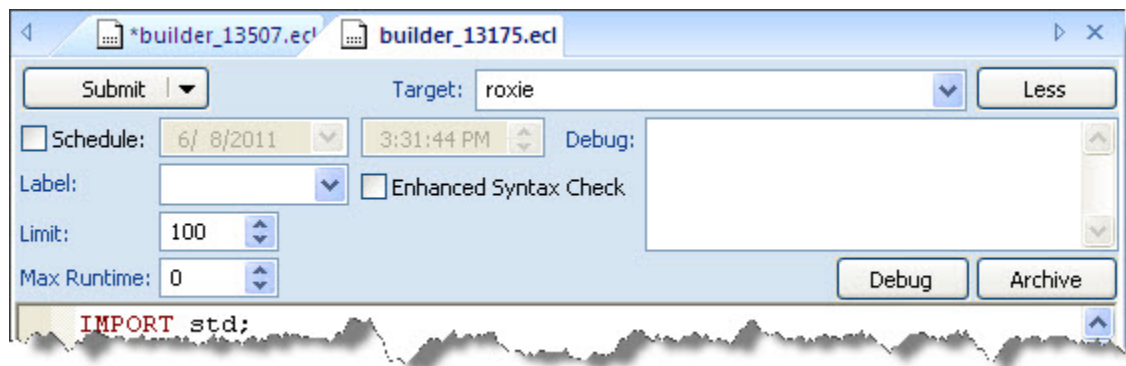 *builder_13507.ecl builder_13175.ecl
Submit Target: roxie Less
Schedule: 6/ 8/2011 3:31:44 PM Debug:
Label: Enhanced Syntax Check
Limit: 100
Max Runtime: 0 Debug Archive
IMPORT std;